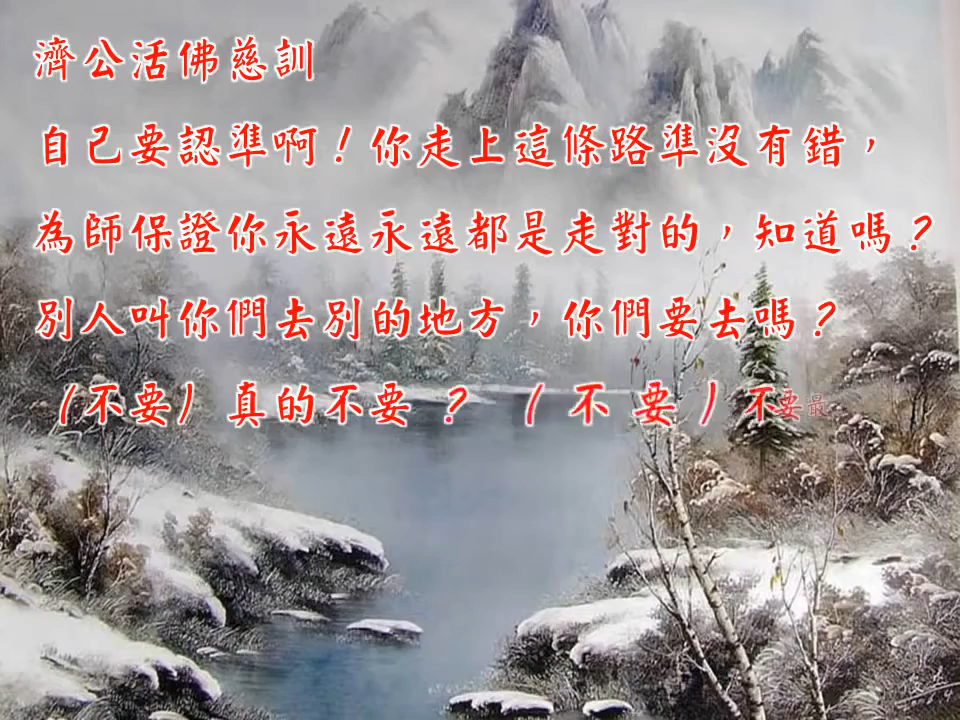 濟公活佛慈訓
自己要認準啊！你走上這條路準沒有錯，
為師保證你永遠永遠都是走對的，知道嗎？
別人叫你們去別的地方，你們要去嗎？
（不要）真的不要？（不要）不要最